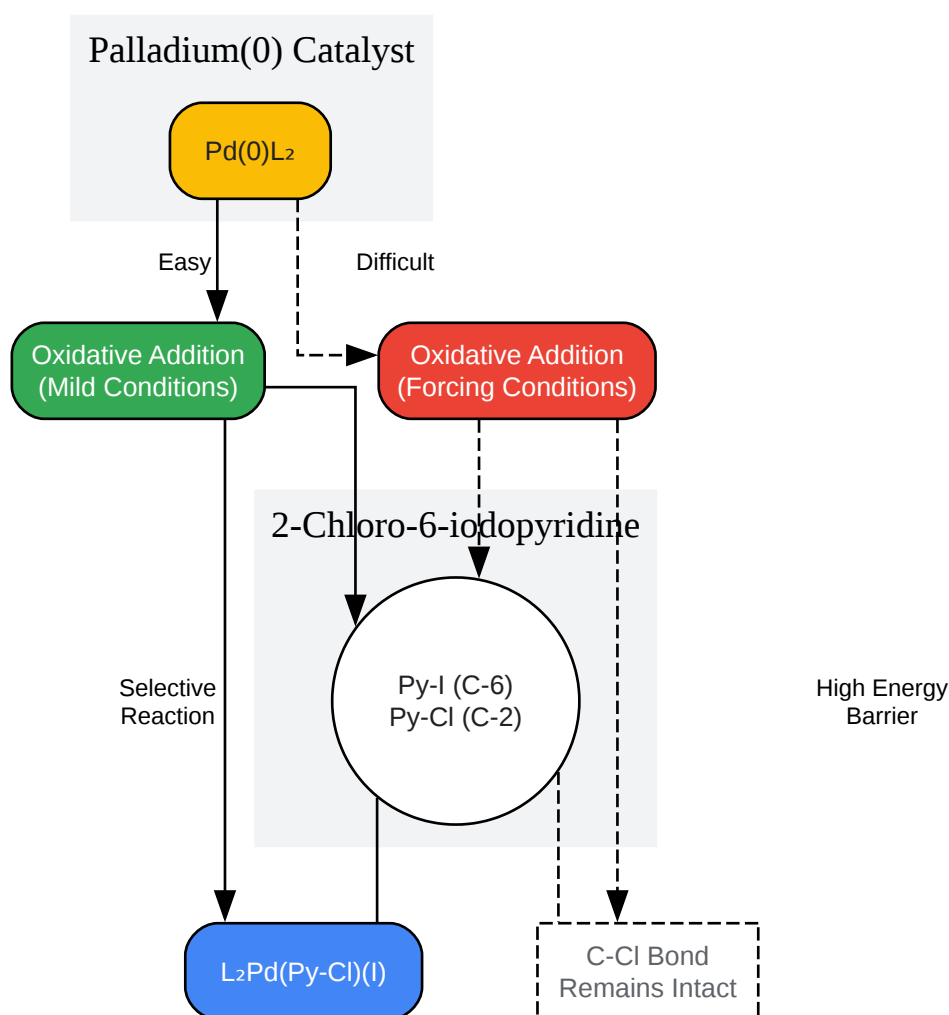 Palladium(0) Catalyst
Pd(0)L₂
Easy
Difficult
Oxidative Addition
(Mild Conditions)
Oxidative Addition
(Forcing Conditions)
2-Chloro-6-iodopyridine
Py-I (C-6)
Py-Cl (C-2)
Selective
Reaction
High Energy
Barrier
L₂Pd(Py-Cl)(I)
C-Cl Bond
Remains Intact